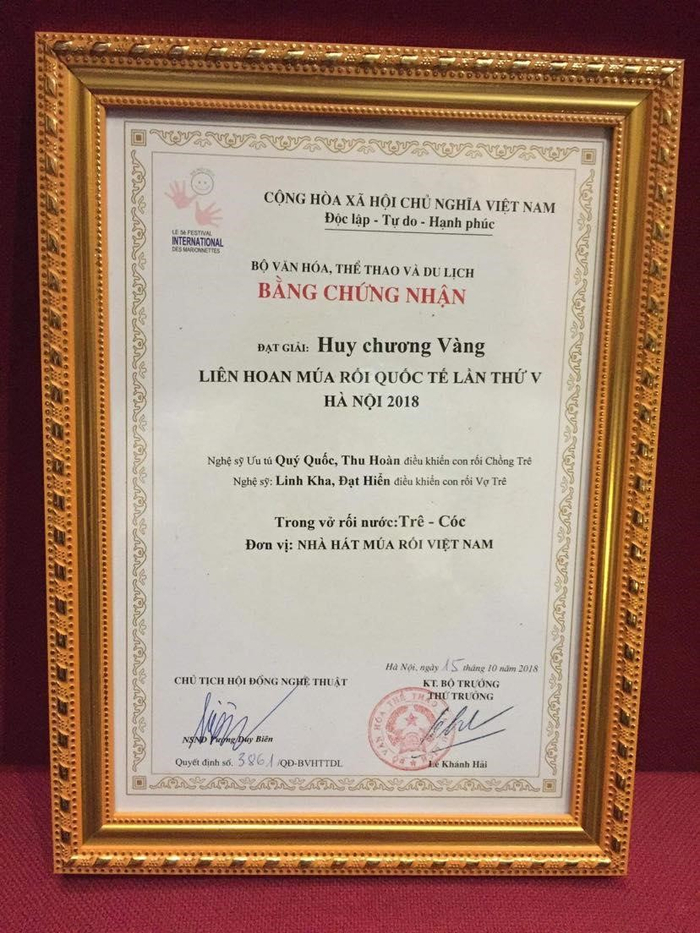 LE 5è FESTIVAL
INTERNATIONAL
DES MARIONNETTES
CỘNG HÒA XÃ HỘI CHỦ NGHĨA VIỆT NAM
Độc lập - Tự do - Hạnh phúc
BỘ VĂN HÓA, THỂ THAO VÀ DU LỊCH
BẰNG CHỨNG NHẬN
ĐẠT GIẢI: Huy chương Vàng
LIÊN HOAN MÚA RỐI QUỐC TẾ LẦN THỨ V
HÀ NỘI 2018
Nghệ sỹ Ưu tú Quý Quốc, Thu Hoàn điều khiển con rối Chồng Trê
Nghệ sỹ: Linh Kha, Đạt Hiển điều khiển con rối Vợ Trê
Trong vở rối nước:Trê - Cóc
Đơn vị: NHÀ HÁT MÚA RỐI VIỆT NAM
Hà Nội, ngày 15 tháng 10 năm 2018
CHỦ TỊCH HỘI ĐỒNG NGHỆ THUẬT
KT. BỘ TRƯỞNG
THỨ TRƯỞNG
NSND Vương Duy Biên
Lê Khánh Hải
Quyết định số. 3861/QĐ-BVHTTDL